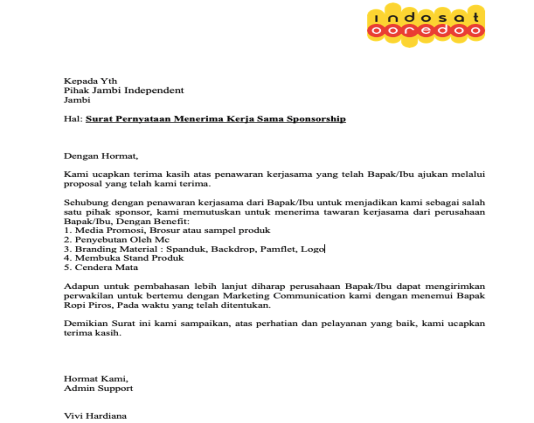 indosat
ooredoo
Kepada Yth
Pihak Jambi Independent
Jambi
Hal: Surat Pernyataan Menerima Kerja Sama Sponsorship
Dengan Hormat,
Kami ucapkan terima kasih atas penawaran kerjasama yang telah Bapak/Ibu ajukan melalui
proposal yang telah kami terima.
Sehubung dengan penawaran kerjasama dari Bapak/Ibu untuk menjadikan kami sebagai salah
satu pihak sponsor, kami memutuskan untuk menerima tawaran kerjasama dari perusahaan
Bapak/Ibu, Dengan Benefit:
1. Media Promosi, Brosur atau sampel produk
2. Penyebutan Oleh Mc
3. Branding Material : Spanduk, Backdrop, Pamflet, Logo
4. Membuka Stand Produk
5. Cendera Mata
Adapun untuk pembahasan lebih lanjut diharap perusahaan Bapak/Ibu dapat mengirimkan
perwakilan untuk bertemu dengan Marketing Communication kami dengan menemui Bapak
Ropi Piros, Pada waktu yang telah ditentukan.
Demikian Surat ini kami sampaikan, atas perhatian dan pelayanan yang baik, kami ucapkan
terima kasih.
Hormat Kami,
Admin Support
Vivi Hardiana